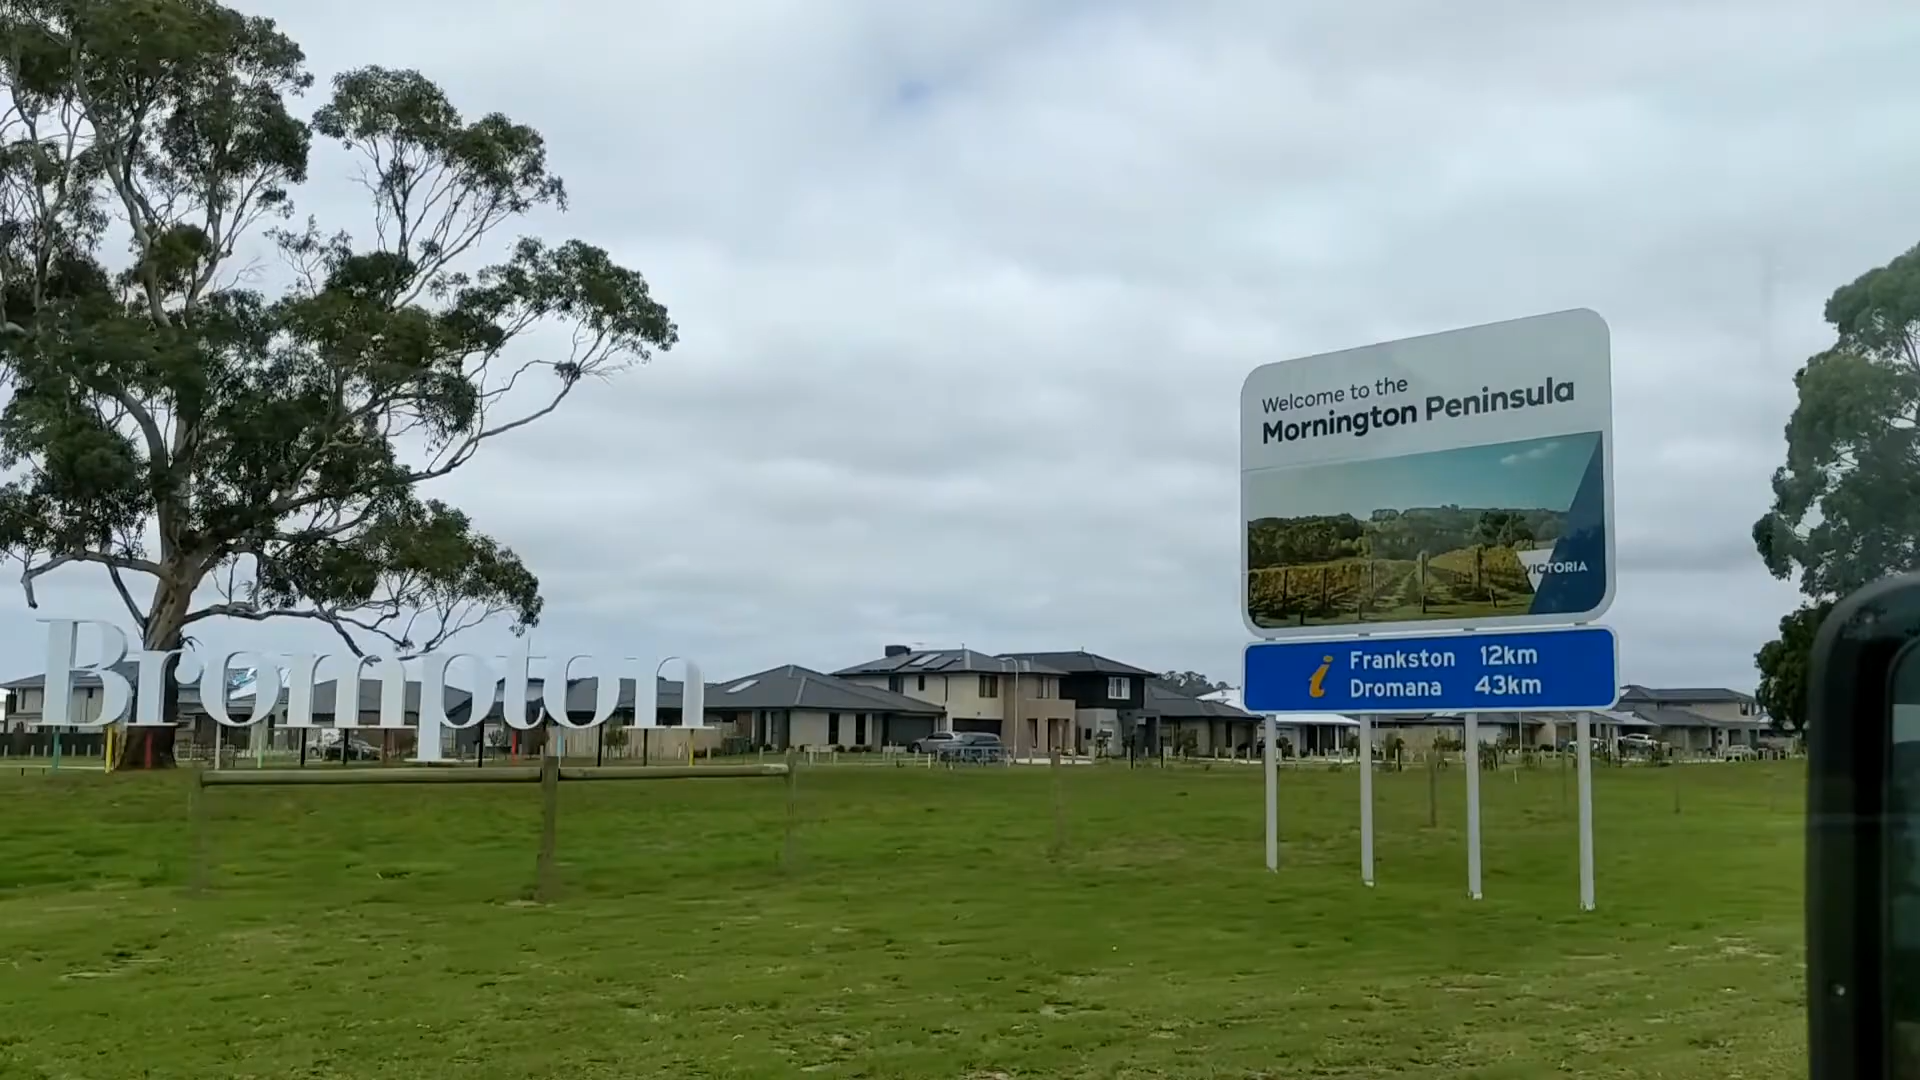 Brompton
Welcome to the
Mornington Peninsula
VICTORIA
i
Frankston 12km
Dromana 43km